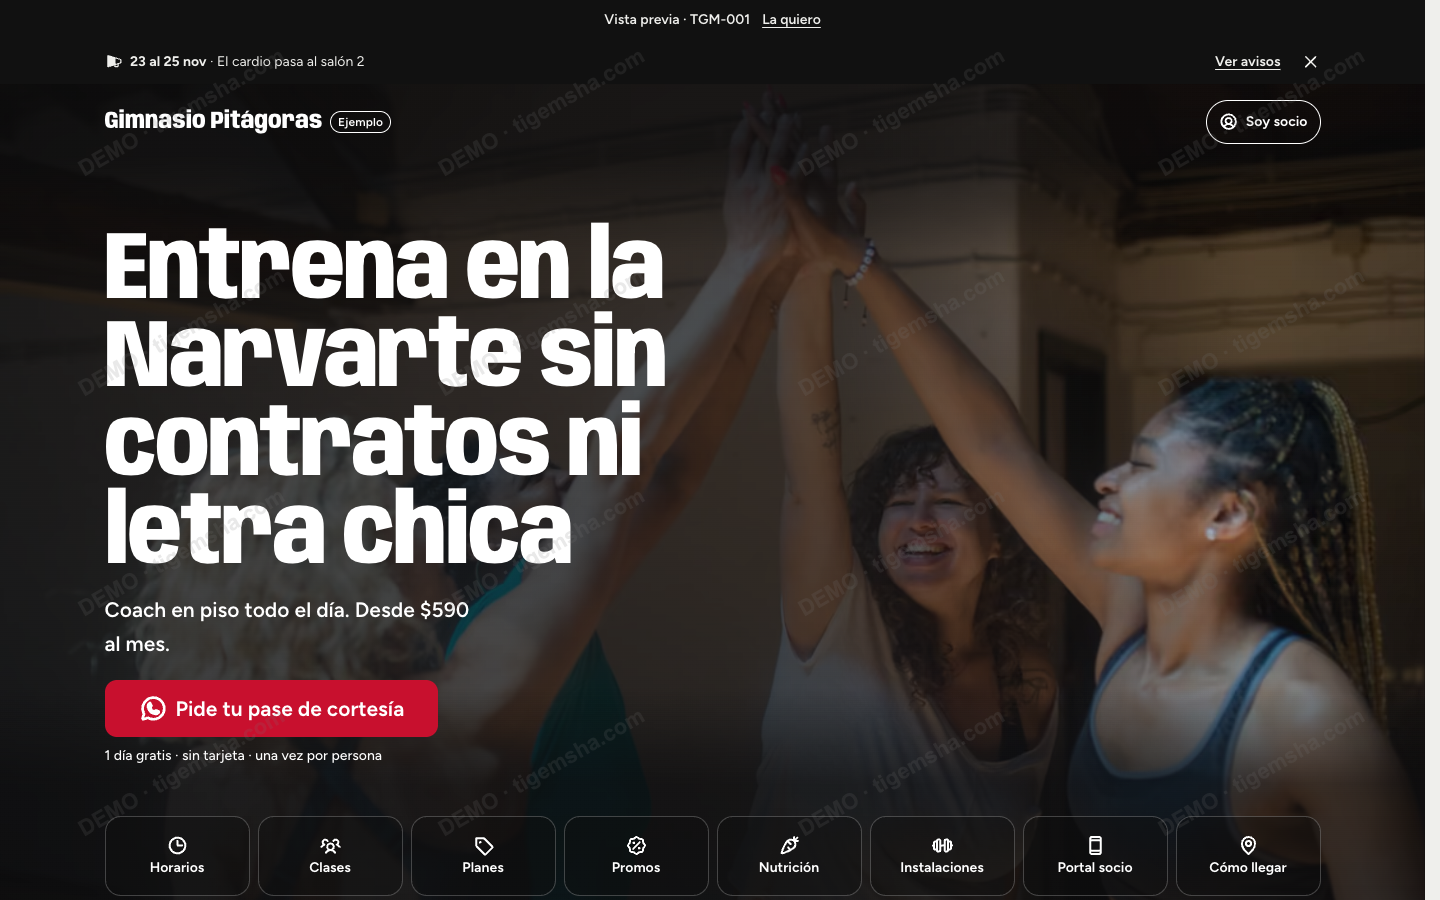 Vista previa · TGM-001 La quiero
23 al 25 nov · El cardio pasa al salón 2
Ver avisos
Gimnasio Pitágoras
Ejemplo
Soy socio
Entrena en la
Narvarte sin
contratos ni
letra chica
Coach en piso todo el día. Desde $590
al mes.
Pide tu pase de cortesía
1 día gratis · sin tarjeta · una vez por persona
Horarios
Clases
Planes
Promos
Nutrición
Instalaciones
Portal socio
Cómo llegar
DEMO · tigemsha.com